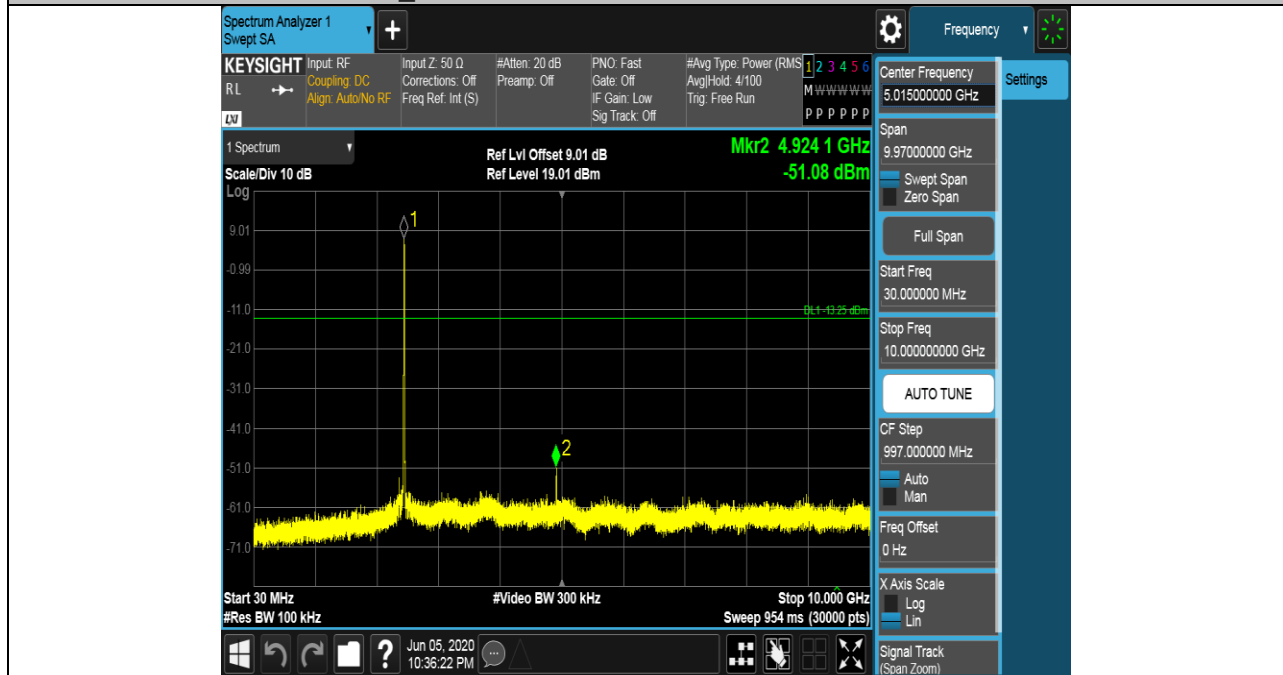 Spectrum Analyzer 1
Swept SA
+
Frequency
KEYSIGHT
RL
LXI
Input: RF
Coupling: DC
Align: Auto/No RF
Input Z: 50 Ω
Corrections: Off
Freq Ref: Int (S)
#Atten: 20 dB
Preamp: Off
PNO: Fast
Gate: Off
IF Gain: Low
Sig Track: Off
#Avg Type: Power (RMS
Avg|Hold: 4/100
Trig: Free Run
1 2 3 4 5 6
M W W W W W
P P P P P P
1 Spectrum
Scale/Div 10 dB
Ref Lvl Offset 9.01 dB
Ref Level 19.01 dBm
Mkr2 4.924 1 GHz
-51.08 dBm
Log
9.01
-0.99
-11.0
-21.0
-31.0
-41.0
-51.0
-61.0
-71.0
1
2
DL1 -13.25 dBm
Start 30 MHz
#Res BW 100 kHz
#Video BW 300 kHz
Stop 10.000 GHz
Sweep 954 ms (30000 pts)
Center Frequency
5.015000000 GHz
Span
9.97000000 GHz
Swept Span
Zero Span
Full Span
Start Freq
30.000000 MHz
Stop Freq
10.000000000 GHz
AUTO TUNE
CF Step
997.000000 MHz
Auto
Man
Freq Offset
0 Hz
X Axis Scale
Log
Lin
Signal Track
(Span Zoom)
Settings
?
Jun 05, 2020
10:36:22 PM